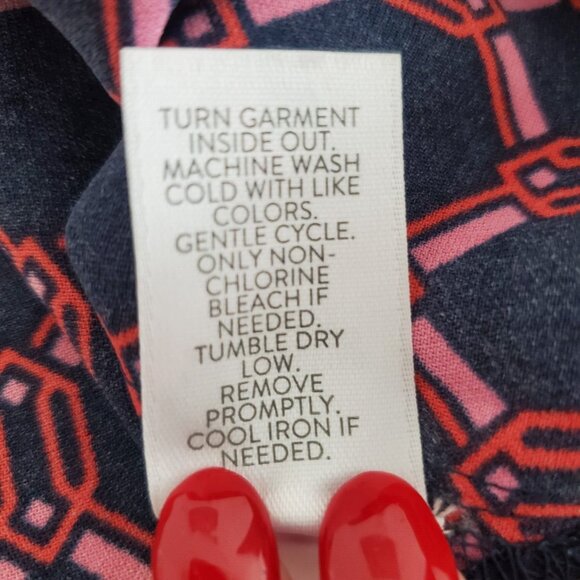 TURN GARMENT
INSIDE OUT.
MACHINE WASH
COLD WITH LIKE
COLORS.
GENTLE CYCLE.
ONLY NON-
CHLORINE
BLEACH IF
NEEDED.
TUMBLE DRY
LOW.
REMOVE
PROMPTLY.
COOL IRON IF
NEEDED.